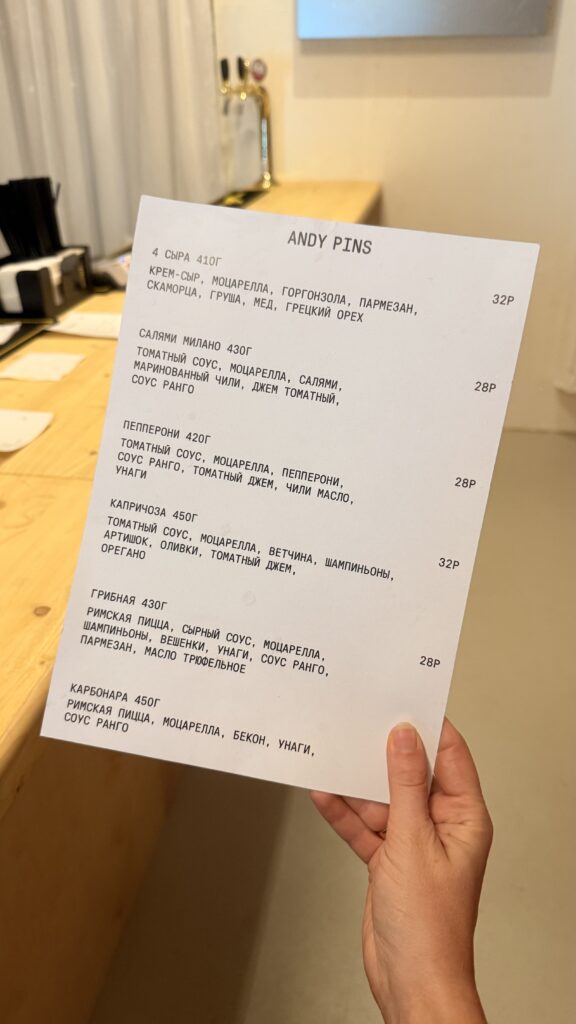 ANDY PINS
4 СЫРА 410Г
32Р
КРЕМ-СЫР, МОЦАРЕЛЛА, ГОРГОНЗОЛА, ПАРМЕЗАН,
СКАМОРЦА, ГРУША, МЕД, ГРЕЦКИЙ ОРЕХ
САЛЯМИ МИЛАНО 430Г
28Р
ТОМАТНЫЙ СОУС, МОЦАРЕЛЛА, САЛЯМИ,
МАРИНОВАННЫЙ ЧИЛИ, ДЖЕМ ТОМАТНЫЙ,
СОУС РАНГО
ПЕППЕРОНИ 420Г
28Р
ТОМАТНЫЙ СОУС, МОЦАРЕЛЛА, ПЕППЕРОНИ,
СОУС РАНГО, ТОМАТНЫЙ ДЖЕМ, ЧИЛИ МАСЛО,
УНАГИ
КАПРИЧОЗА 450Г
32Р
ТОМАТНЫЙ СОУС, МОЦАРЕЛЛА, ВЕТЧИНА, ШАМПИНЬОНЫ,
АРТИШОК, ОЛИВКИ, ТОМАТНЫЙ ДЖЕМ,
ОРЕГАНО
ГРИБНАЯ 430Г
28Р
РИМСКАЯ ПИЦЦА, СЫРНЫЙ СОУС, МОЦАРЕЛЛА,
ШАМПИНЬОНЫ, ВЕШЕНКИ, УНАГИ, СОУС РАНГО,
ПАРМЕЗАН, МАСЛО ТРЮФЕЛЬНОЕ
КАРБОНАРА 450Г
РИМСКАЯ ПИЦЦА, МОЦАРЕЛЛА, БЕКОН, УНАГИ,
СОУС РАНГО